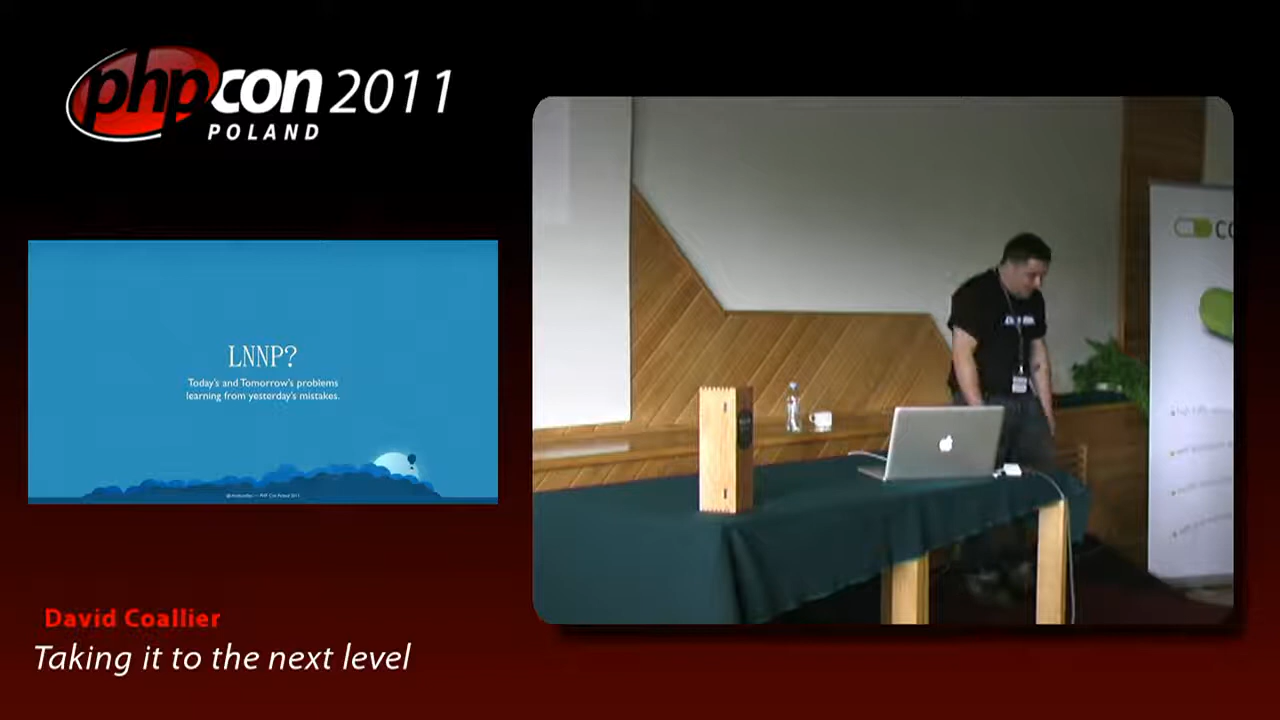 phpcon 2011
POLAND
LNNP?
Today's and Tomorrow's problems
learning from yesterday's mistakes.
David Coallier
Taking it to the next level